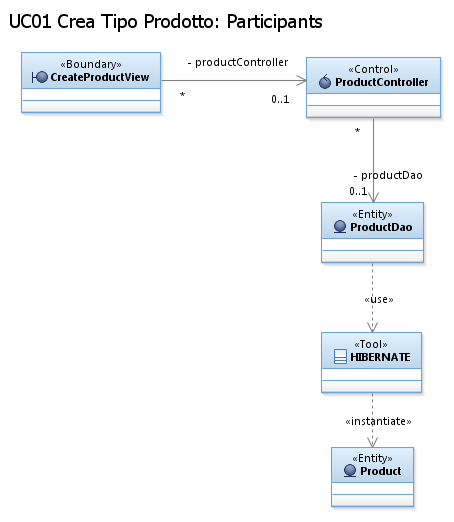 UC01 Crea Tipo Prodotto: Participants
«Boundary»
CreateProductView
- productController
*
0..1
«Control»
ProductController
*
- productDao
0..1
«Entity»
ProductDao
«use»
«Tool»
HIBERNATE
«instantiate»
«Entity»
Product